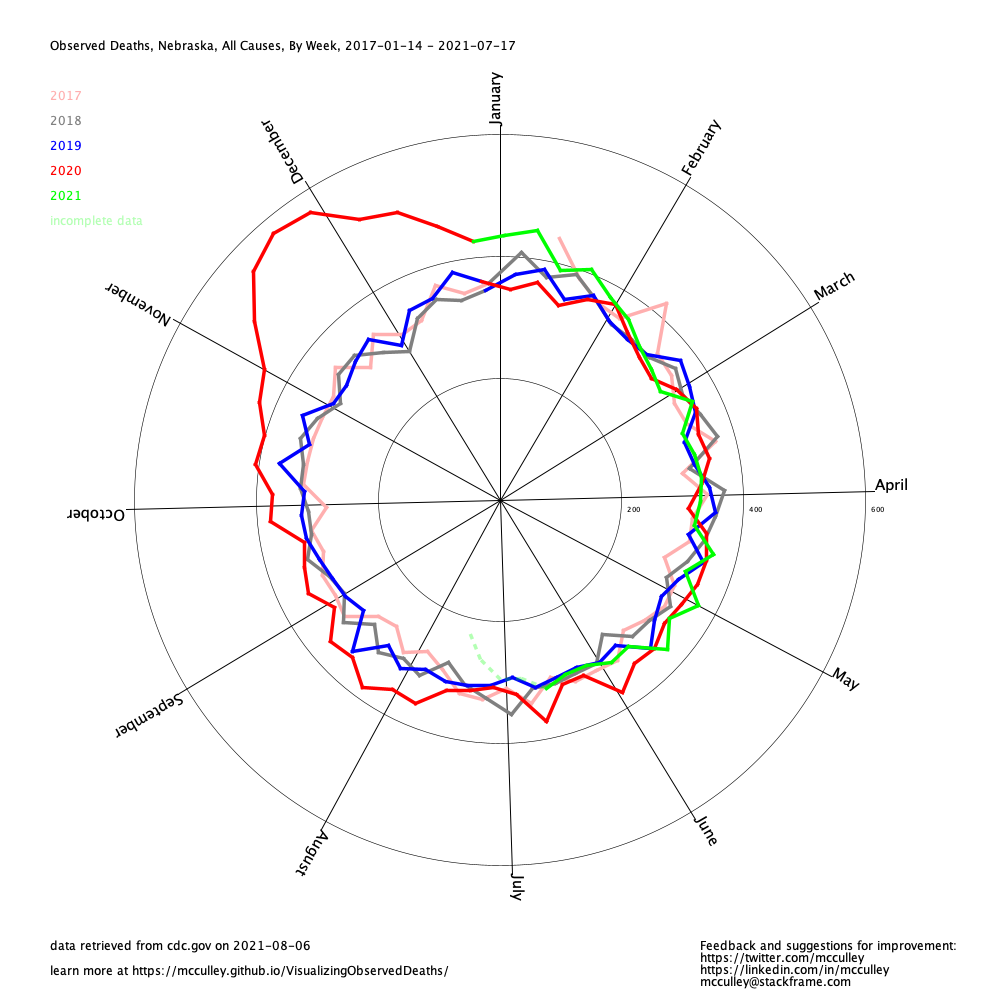 Observed Deaths, Nebraska, All Causes, By Week, 2017-01-14 - 2021-07-17
2017
2018
2019
2020
2021
incomplete data
January
February
March
April
May
June
July
August
September
October
November
December
200
400
600
data retrieved from cdc.gov on 2021-08-06
learn more at https://mcculley.github.io/VisualizingObservedDeaths/
Feedback and suggestions for improvement:
https://twitter.com/mcculley
https://linkedin.com/in/mcculley
mcculley@stackframe.com